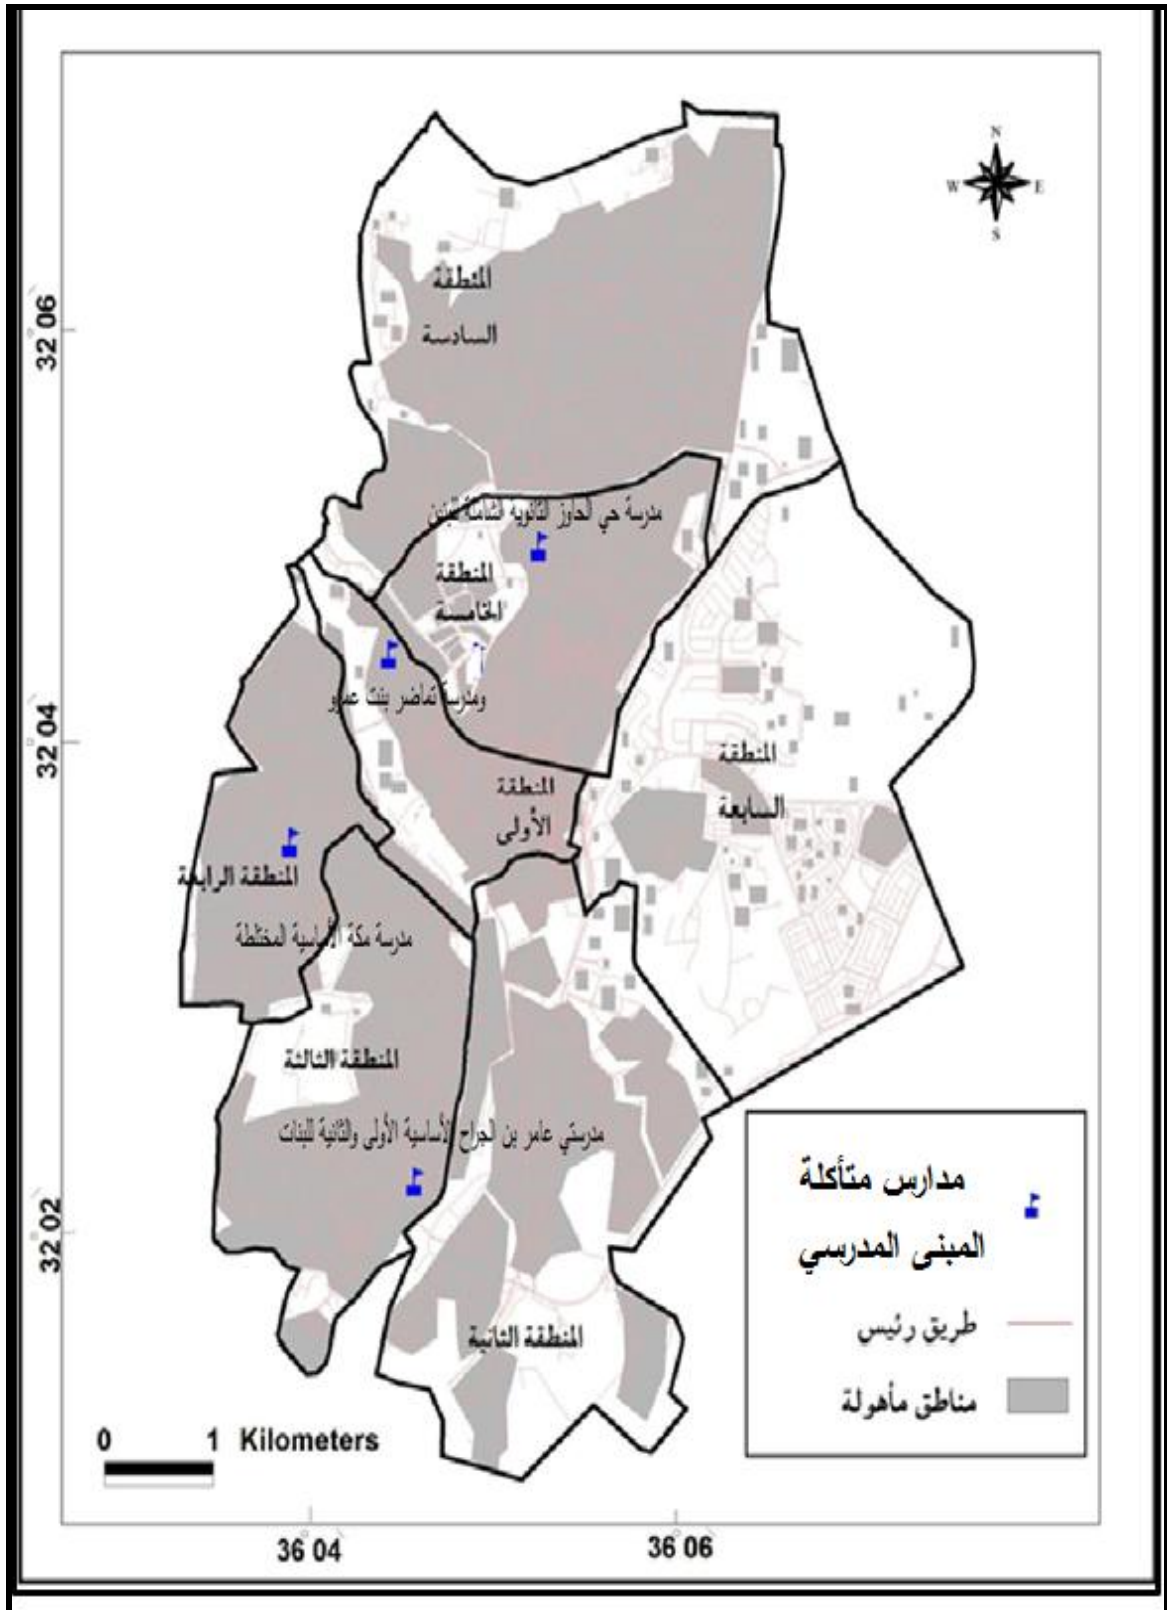 N
W E
S
المنطقة
السادسة
32 06
مدرسة حي الحاوز الثانوية الشاملة للبنين
المنطقة
الخامسة
ومدرسة تماضر بنت عمرو
32 04
المنطقة
السابعة
المنطقة
الأولى
المنطقة الرابعة
مدرسة مكة الأساسية المختلطة
المنطقة الثالثة
مدرستي عامر بن الجراح الأساسية الأولى والثانية للبنات
32 02
المنطقة الثانية
مدارس متأكلة
المبنى المدرسي
طريق رئيس
مناطق مأهولة
0 1 Kilometers
36 04
36 06